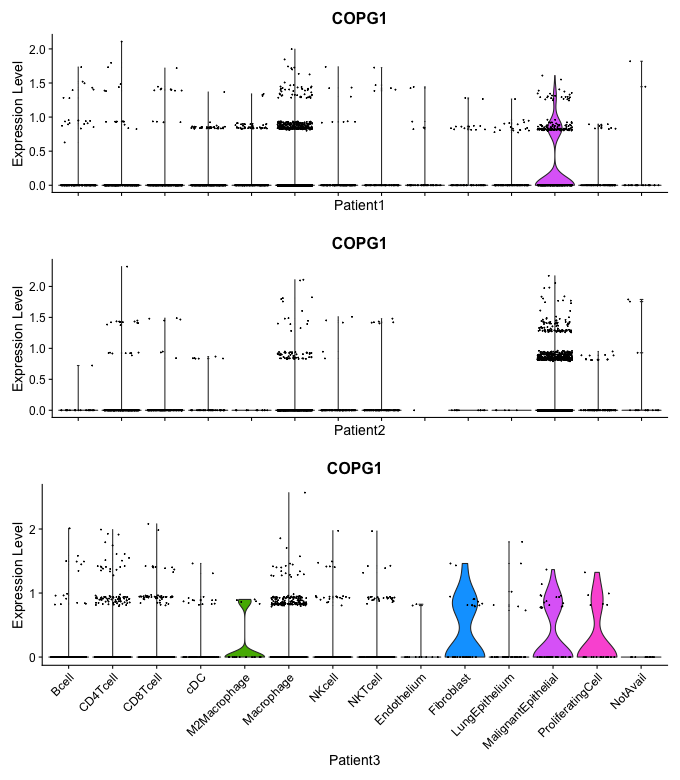 COPG1
Expression Level
2.0
1.5
1.0
0.5
0.0
Patient1
COPG1
Expression Level
2.0
1.5
1.0
0.5
0.0
Patient2
COPG1
Expression Level
2
1
0
Bcell
CD4Tcell
CD8Tcell
cDC
M2Macrophage
Macrophage
NKcell
NKTcell
Endothelium
Fibroblast
LungEpithelium
MalignantEpithelial
ProliferatingCell
NotAvail
Patient3